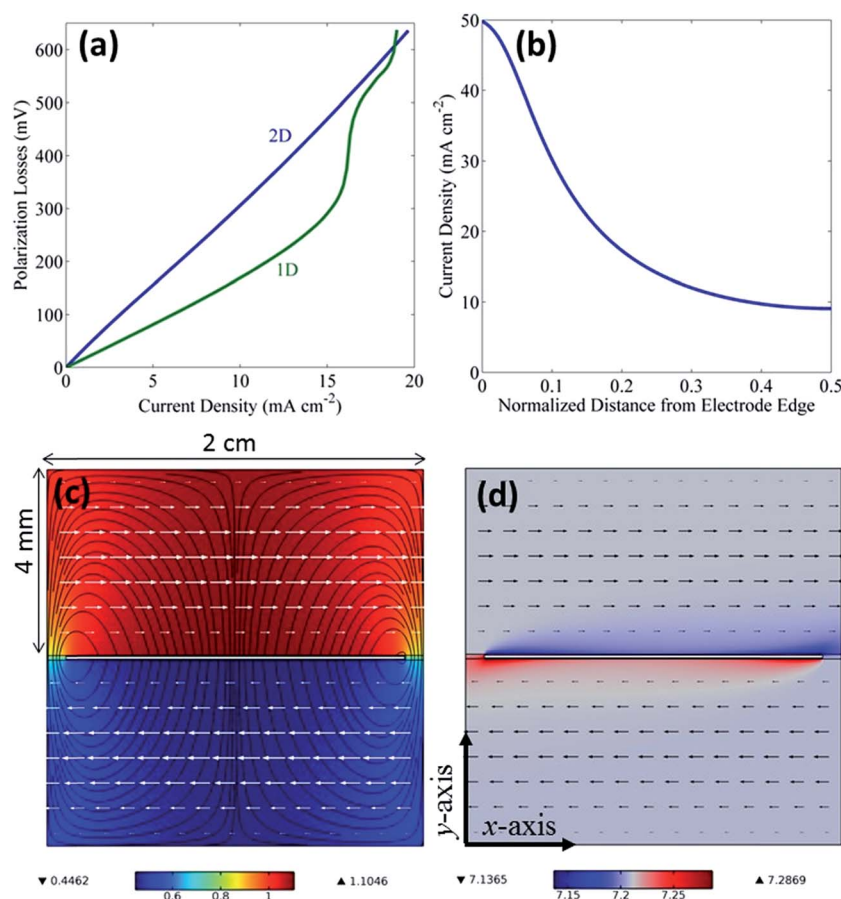 (a)
Polarization Losses (mV)
600
500
400
300
200
100
0
2D
1D
0 5 10 15 20
Current Density (mA cm⁻²)
(b)
Current Density (mA cm⁻²)
50
40
30
20
10
0
0 0.1 0.2 0.3 0.4 0.5
Normalized Distance from Electrode Edge
2 cm
4 mm
(c)
▼ 0.4462
0.6 0.8 1
▲ 1.1046
(d)
y-axis
x-axis
▼ 7.1365
7.15 7.2 7.25
▲ 7.2869